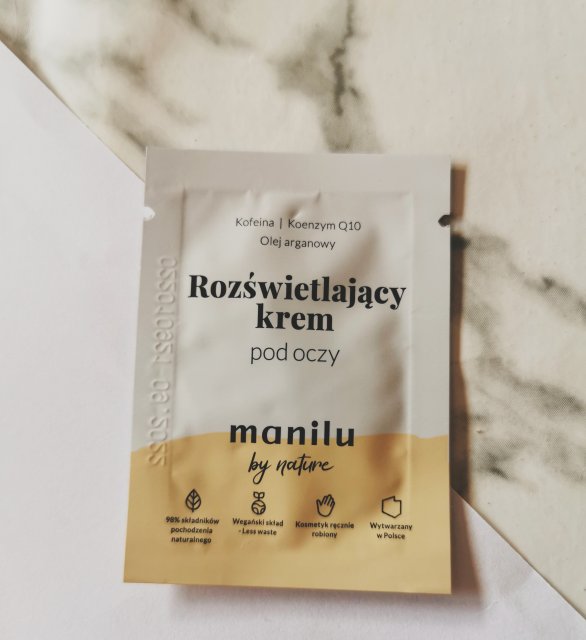 Kofeina | Koenzym Q10
Olej arganowy
Rozświetlający
krem
pod oczy
manilu
by nature
98% składników
pochodzenia
naturalnego
Wegański skład
- Less waste
Kosmetyk ręcznie
robiony
Wytwarzany
w Polsce